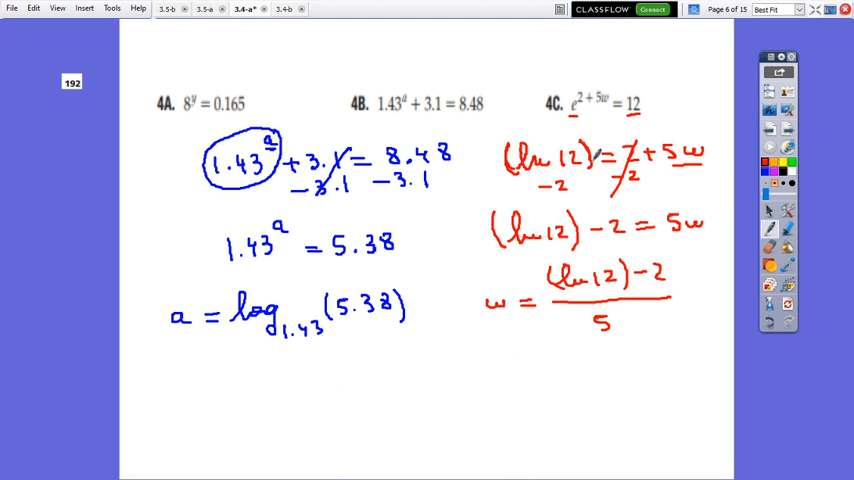 File Edit View Insert Tools Help 3.5-b 3.5-a 3.4-a* 3.4-b CLASSFLOW Connect Page 6 of 15 Best Fit
192
4A. 8^y = 0.165 4B. 1.43^a + 3.1 = 8.48 4C. e^2 + 5w = 12
1.43^a + 3.1 = 8.48
- 3.1 - 3.1
1.43^a = 5.38
a = log_1.43 (5.38)
(ln 12) = 2 + 5w
- 2 - 2
(ln 12) - 2 = 5w
w = (ln 12) - 2
5